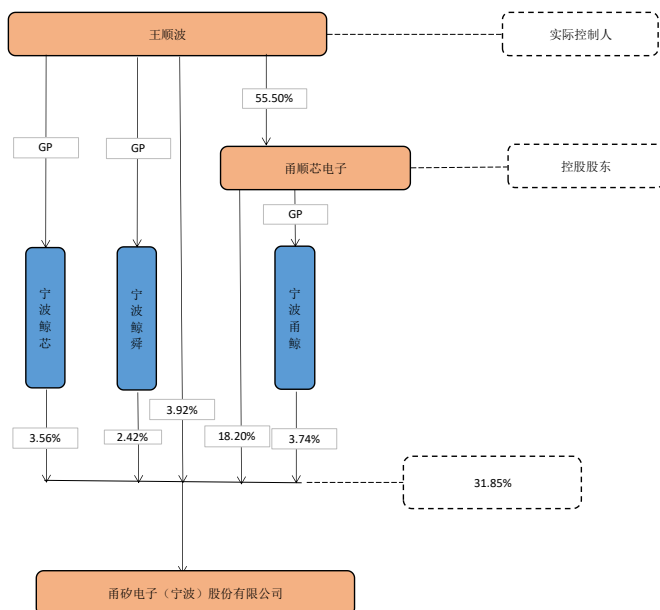 王顺波
实际控制人
55.50%
GP
GP
甬顺芯电子
控股股东
GP
宁波鲸芯
宁波鲸舜
宁波甬鲸
3.92%
3.56%
2.42%
18.20%
3.74%
31.85%
甬矽电子（宁波）股份有限公司